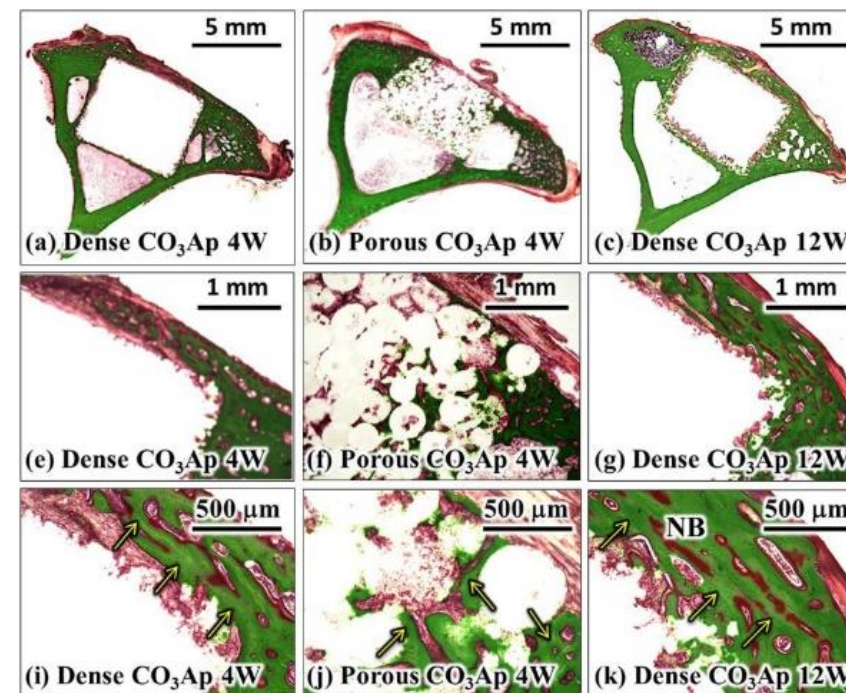 5 mm
5 mm
5 mm
(a) Dense CO₃Ap 4W
(b) Porous CO₃Ap 4W
(c) Dense CO₃Ap 12W
1 mm
1 mm
1 mm
(e) Dense CO₃Ap 4W
(f) Porous CO₃Ap 4W
(g) Dense CO₃Ap 12W
500 μm
500 μm
NB 500 μm
(i) Dense CO₃Ap 4W
(j) Porous CO₃Ap 4W
(k) Dense CO₃Ap 12W